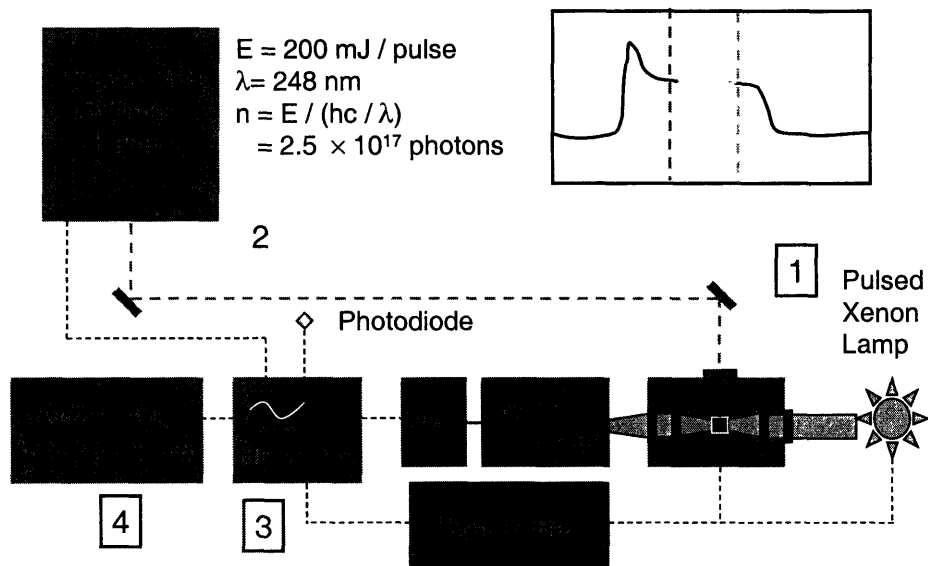 E = 200 mJ / pulse
λ= 248 nm
n = E / (hc / λ)
= 2.5 × 10¹⁷ photons
2
1
Pulsed
Xenon
Lamp
Photodiode
4
3